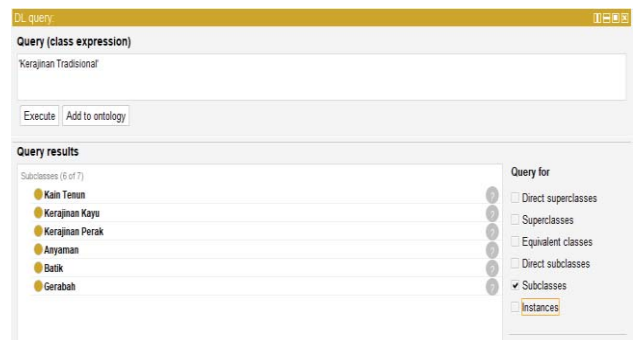 DL query:
Query (class expression)
'Kerajinan Tradisional'
Execute Add to ontology
Query results
Subclasses (6 of 7)
Kain Tenun ?
Kerajinan Kayu ?
Kerajinan Perak ?
Anyaman ?
Batik ?
Gerabah ?
Query for
Direct superclasses
Superclasses
Equivalent classes
Direct subclasses
Subclasses
Instances